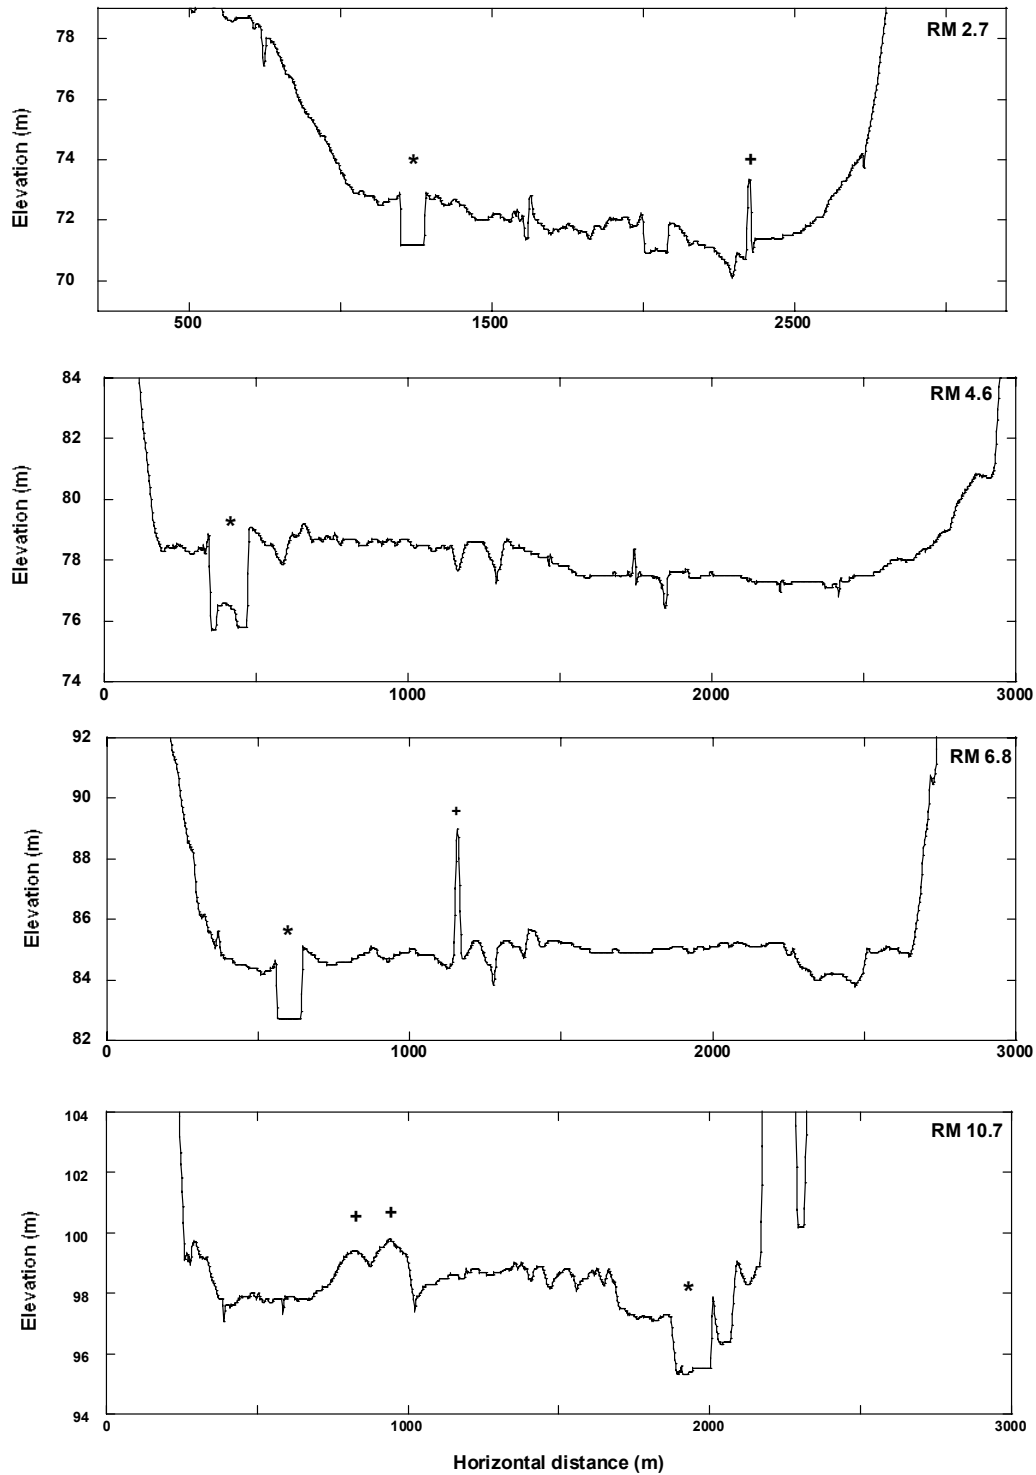 RM 2.7
78
76
74
72
70
Elevation (m)
* +
500 1500 2500
RM 4.6
84
82
80
78
76
74
Elevation (m)
*
0 1000 2000 3000
RM 6.8
92
90
88
86
84
82
Elevation (m)
* +
0 1000 2000 3000
RM 10.7
104
102
100
98
96
94
Elevation (m)
+ + *
0 1000 2000 3000
Horizontal distance (m)